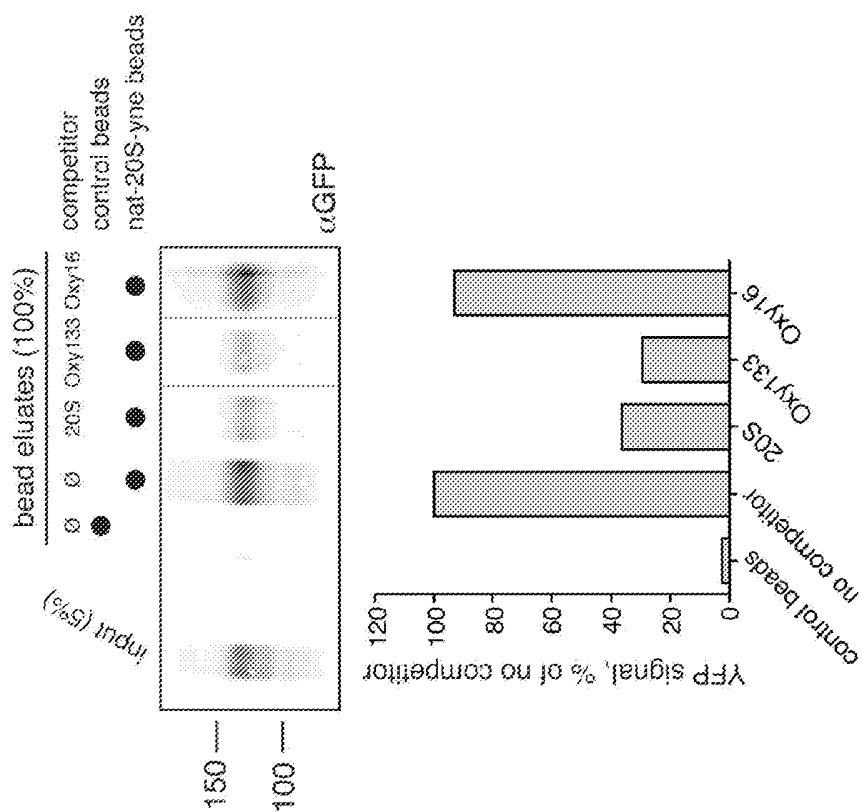 bead eluates (100%)
Ø Ø 20S Oxy133 Oxy16 competitor
control beads
nat-20S-yne beads
input (5%)
150
100
αGFP
YFP signal, % of no competitor
120
100
80
60
40
20
0
control beads
no competitor
20S
Oxy133
Oxy16